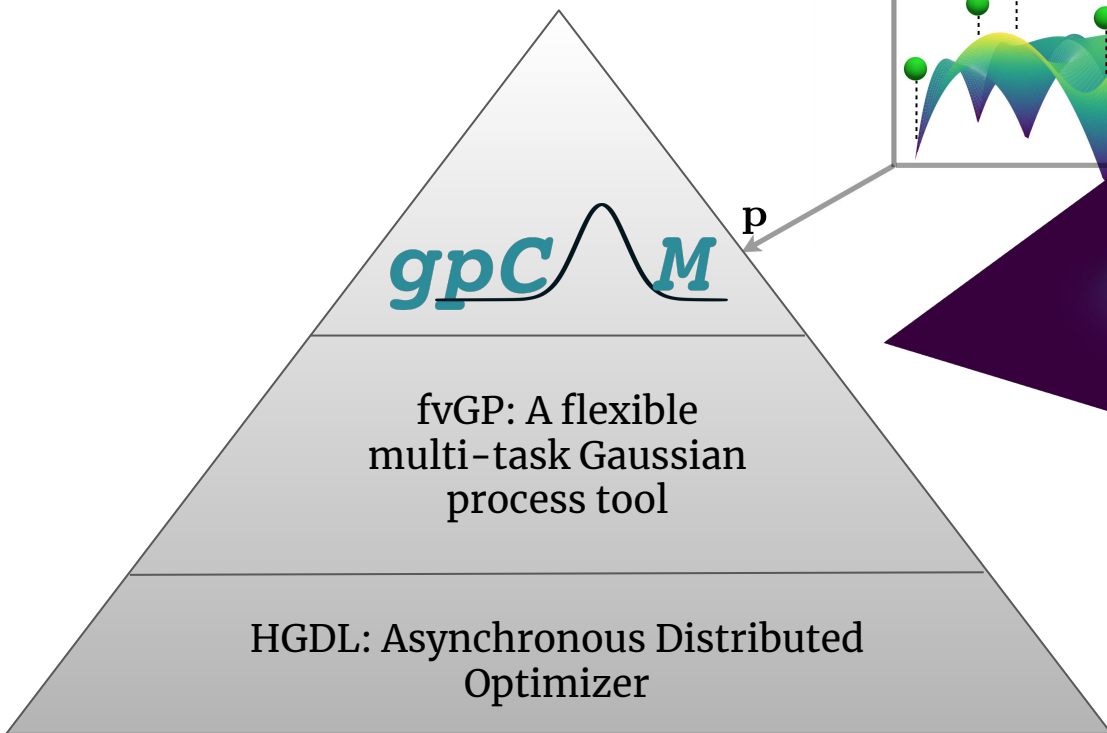 p
gpCAM
fvGP: A flexible
multi-task Gaussian
process tool
HGDL: Asynchronous Distributed
Optimizer